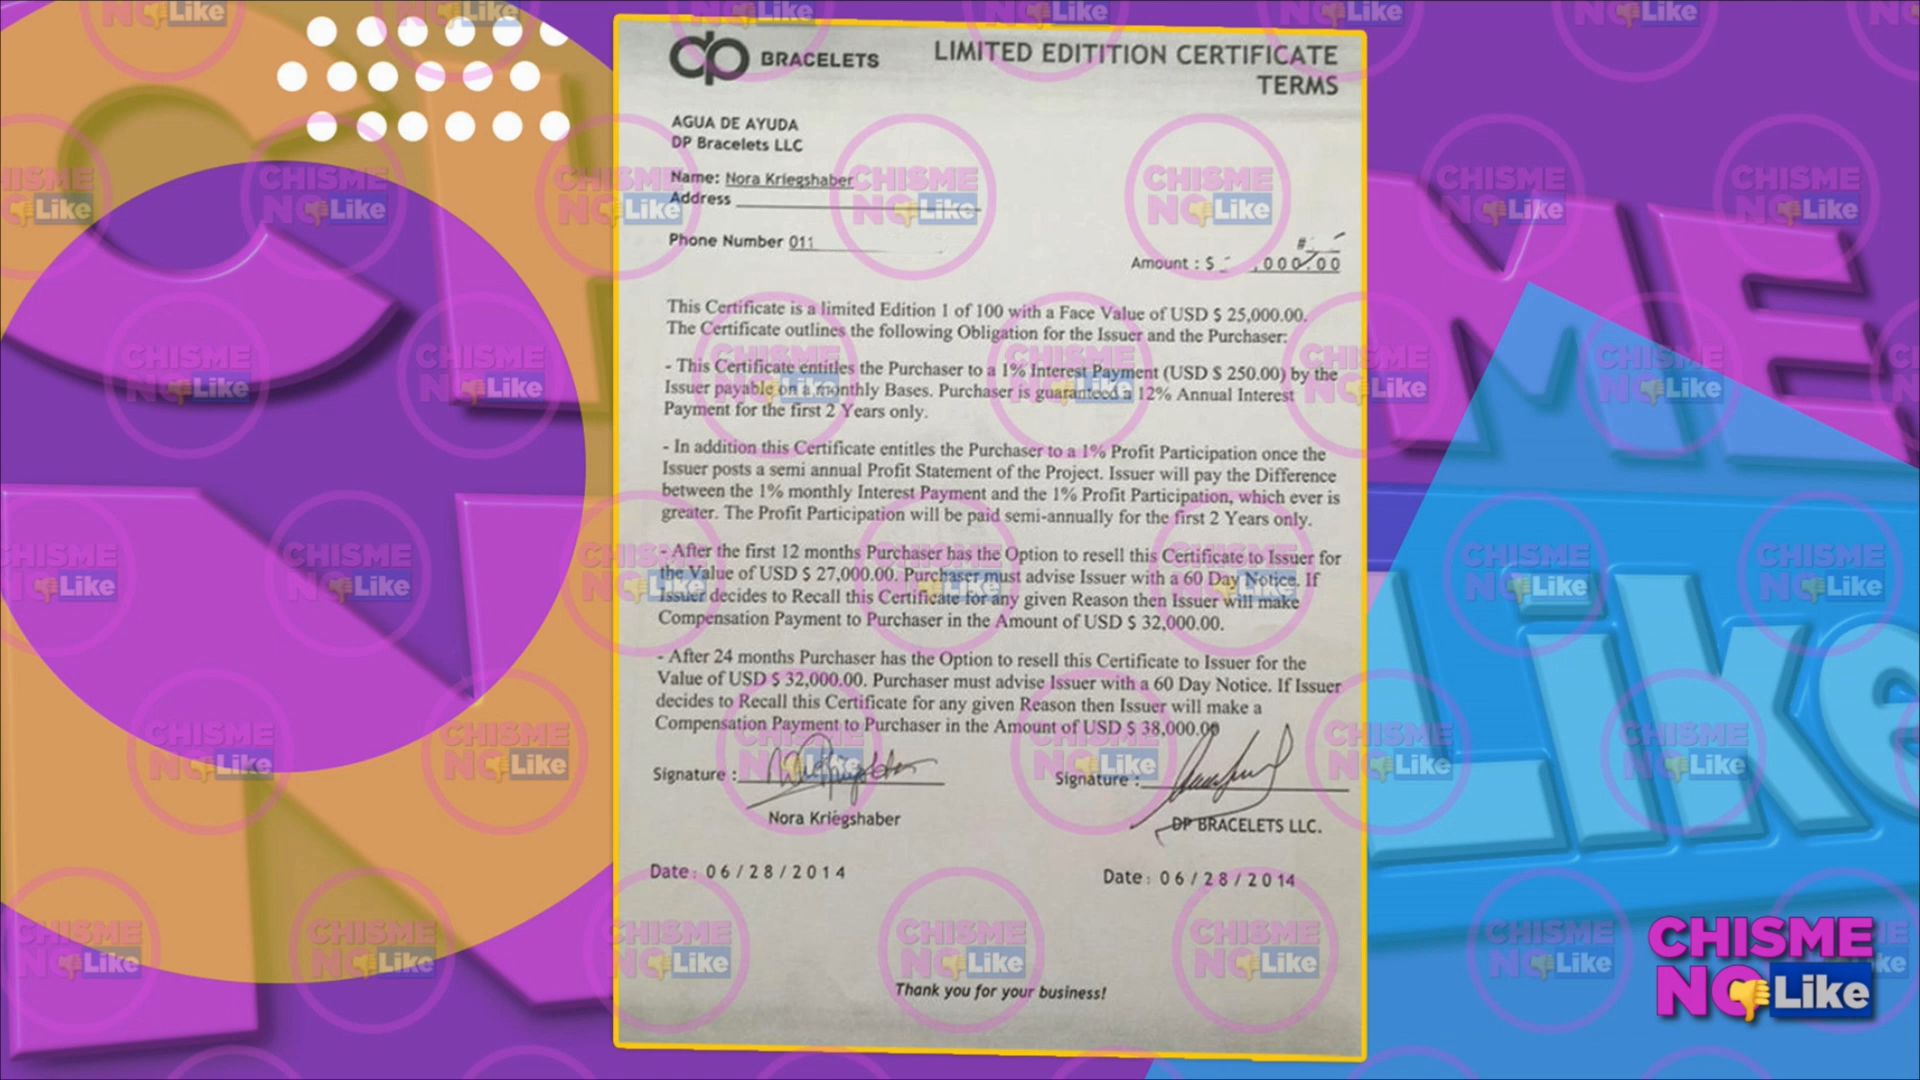 dp BRACELETS
LIMITED EDITITION CERTIFICATE
TERMS
AGUA DE AYUDA
DP Bracelets LLC
Name: Nora Kriegshaber
Address
Phone Number 011
#
Amount : $ ,000.00
This Certificate is a limited Edition 1 of 100 with a Face Value of USD $ 25,000.00.
The Certificate outlines the following Obligation for the Issuer and the Purchaser:
- This Certificate entitles the Purchaser to a 1% Interest Payment (USD $ 250.00) by the
Issuer payable on a monthly Bases. Purchaser is guaranteed a 12% Annual Interest
Payment for the first 2 Years only.
- In addition this Certificate entitles the Purchaser to a 1% Profit Participation once the
Issuer posts a semi annual Profit Statement of the Project. Issuer will pay the Difference
between the 1% monthly Interest Payment and the 1% Profit Participation, which ever is
greater. The Profit Participation will be paid semi-annually for the first 2 Years only.
- After the first 12 months Purchaser has the Option to resell this Certificate to Issuer for
the Value of USD $ 27,000.00. Purchaser must advise Issuer with a 60 Day Notice. If
Issuer decides to Recall this Certificate for any given Reason then Issuer will make
Compensation Payment to Purchaser in the Amount of USD $ 32,000.00.
- After 24 months Purchaser has the Option to resell this Certificate to Issuer for the
Value of USD $ 32,000.00. Purchaser must advise Issuer with a 60 Day Notice. If Issuer
decides to Recall this Certificate for any given Reason then Issuer will make a
Compensation Payment to Purchaser in the Amount of USD $ 38,000.00
Signature :
Signature :
Nora Kriegshaber
DP BRACELETS LLC.
Date: 06/28/2014
Date: 06/28/2014
Thank you for your business!
CHISME
NO Like